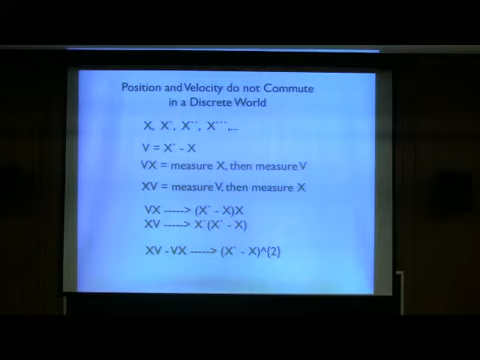 Position and Velocity do not Commute
in a Discrete World
X, X`, X``, X```,...
V = X` - X
VX = measure X, then measure V
XV = measure V, then measure X
VX -----> (X` - X)X
XV -----> X`(X` - X)
XV - VX -----> (X` - X)^{2}